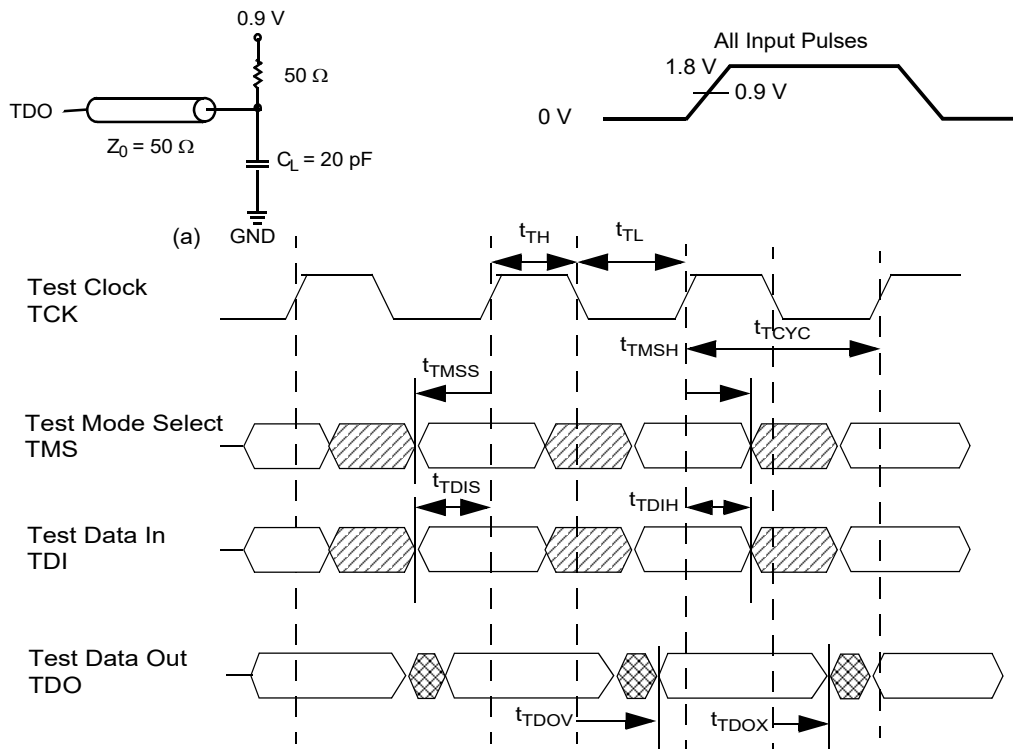 0.9 V
50 Ω
TDO
Z0 = 50 Ω
CL = 20 pF
(a)
GND
All Input Pulses
1.8 V
0.9 V
0 V
tTH
tTL
Test Clock
TCK
tTMSH
tTCYC
tTMSS
Test Mode Select
TMS
tTDIS
tTDIH
Test Data In
TDI
Test Data Out
TDO
tTDOV
tTDOX